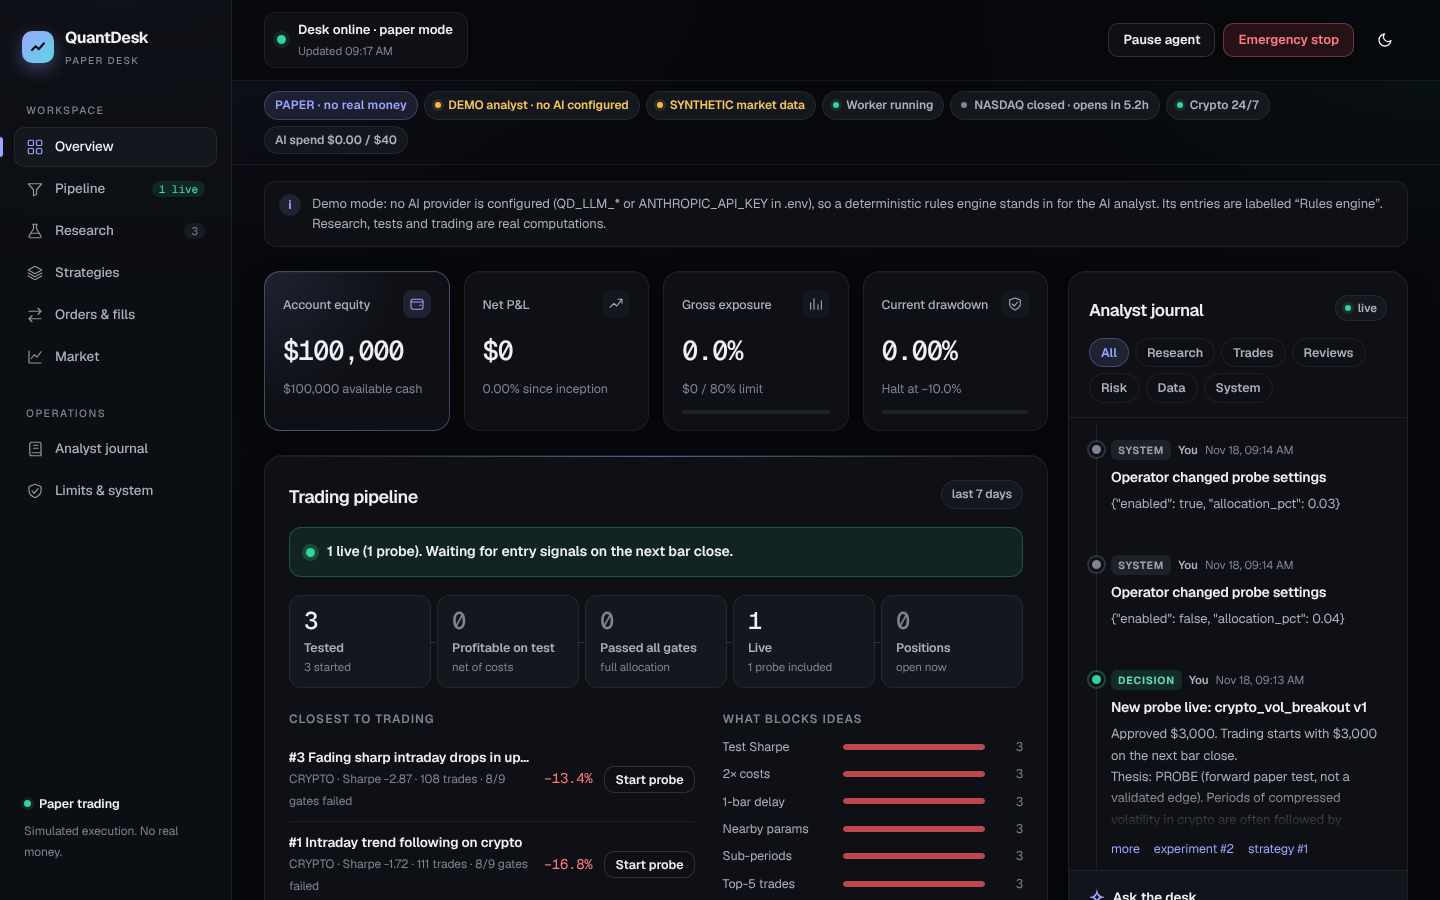 QuantDesk
PAPER DESK
WORKSPACE
Overview
Pipeline
1 live
Research
3
Strategies
Orders & fills
Market
OPERATIONS
Analyst journal
Limits & system
Paper trading
Simulated execution. No real
money.
Desk online · paper mode
Updated 09:17 AM
Pause agent
Emergency stop
PAPER · no real money
DEMO analyst · no AI configured
SYNTHETIC market data
Worker running
NASDAQ closed · opens in 5.2h
Crypto 24/7
AI spend $0.00 / $40
i
Demo mode: no AI provider is configured (QD_LLM_* or ANTHROPIC_API_KEY in .env), so a deterministic rules engine stands in for the AI analyst. Its entries are labelled “Rules engine”.
Research, tests and trading are real computations.
Account equity
$100,000
$100,000 available cash
Net P&L
$0
0.00% since inception
Gross exposure
0.0%
$0 / 80% limit
Current drawdown
0.00%
Halt at −10.0%
Trading pipeline
last 7 days
1 live (1 probe). Waiting for entry signals on the next bar close.
3
Tested
3 started
0
Profitable on test
net of costs
0
Passed all gates
full allocation
1
Live
1 probe included
0
Positions
open now
CLOSEST TO TRADING
#3 Fading sharp intraday drops in up…
CRYPTO · Sharpe -2.87 · 108 trades · 8/9
gates failed
−13.4%
Start probe
#1 Intraday trend following on crypto
CRYPTO · Sharpe -1.72 · 111 trades · 8/9 gates
failed
−16.8%
Start probe
WHAT BLOCKS IDEAS
Test Sharpe 3
2× costs 3
1-bar delay 3
Nearby params 3
Sub-periods 3
Top-5 trades 3
Analyst journal
live
All
Research
Trades
Reviews
Risk
Data
System
SYSTEM You Nov 18, 09:14 AM
Operator changed probe settings
{"enabled": true, "allocation_pct": 0.03}
SYSTEM You Nov 18, 09:14 AM
Operator changed probe settings
{"enabled": false, "allocation_pct": 0.04}
DECISION You Nov 18, 09:13 AM
New probe live: crypto_vol_breakout v1
Approved $3,000. Trading starts with $3,000
on the next bar close.
Thesis: PROBE (forward paper test, not a
validated edge). Periods of compressed
volatility in crypto are often followed by
more experiment #2 strategy #1
Ask the desk